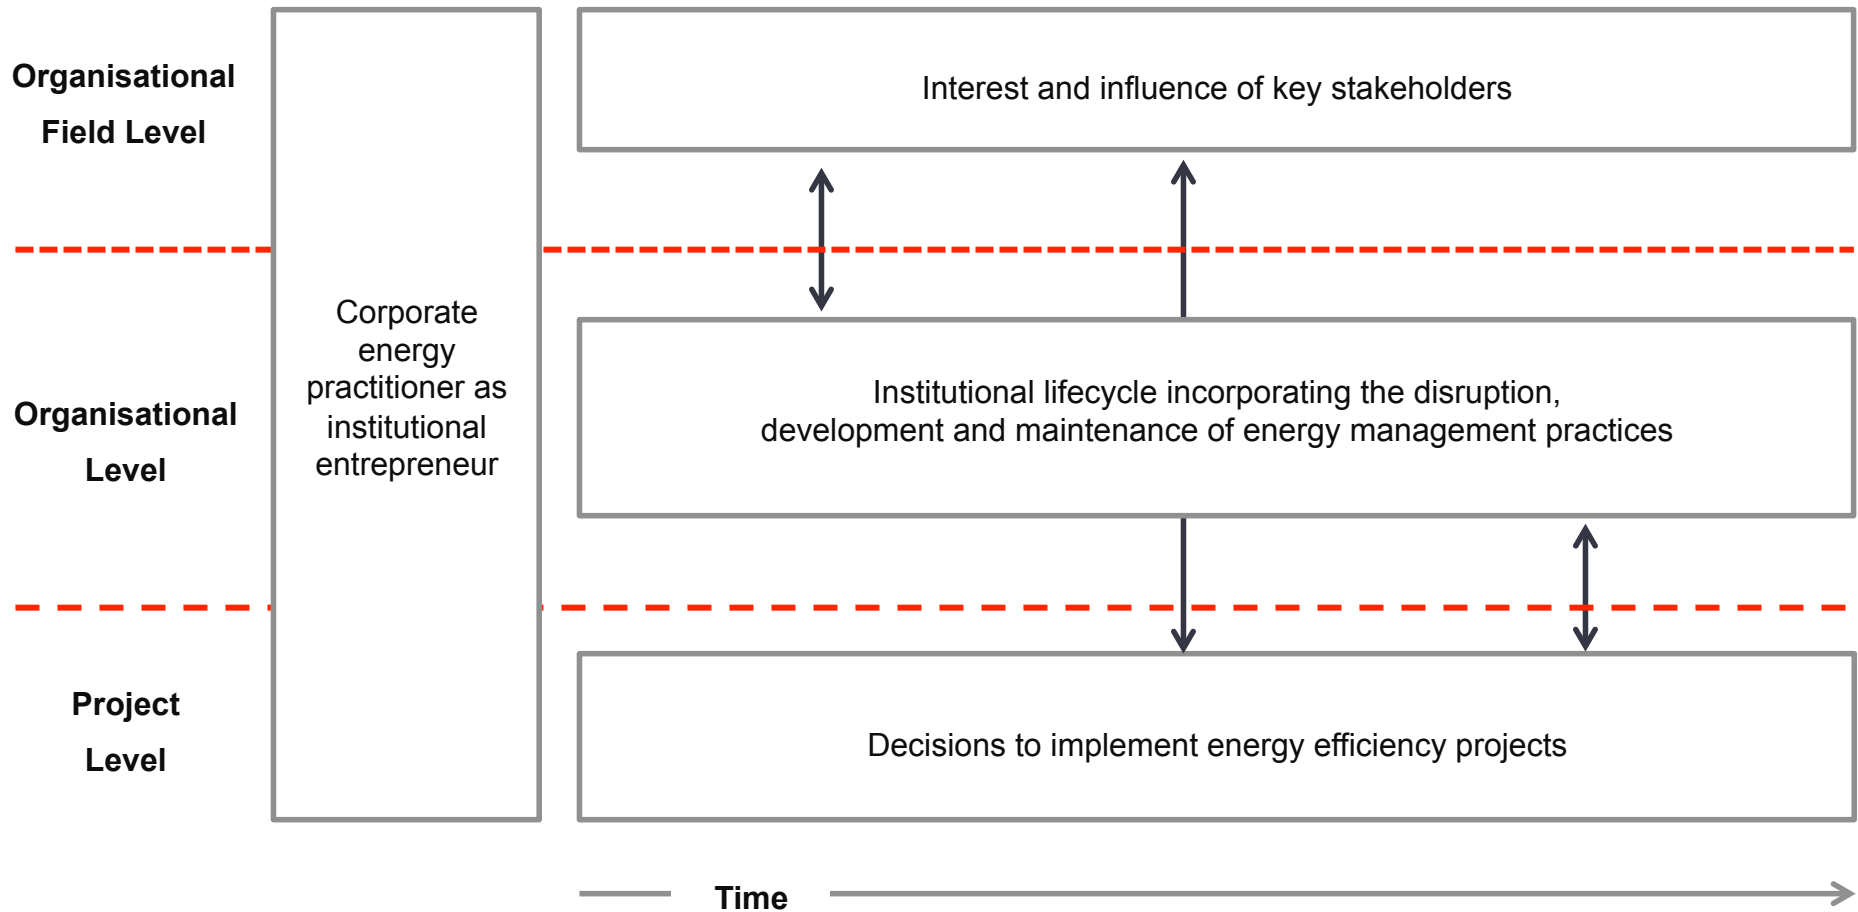 Organisational
Field Level
Interest and influence of key stakeholders
Corporate
energy
practitioner as
institutional
entrepreneur
Organisational
Level
Institutional lifecycle incorporating the disruption,
development and maintenance of energy management practices
Project
Level
Decisions to implement energy efficiency projects
Time